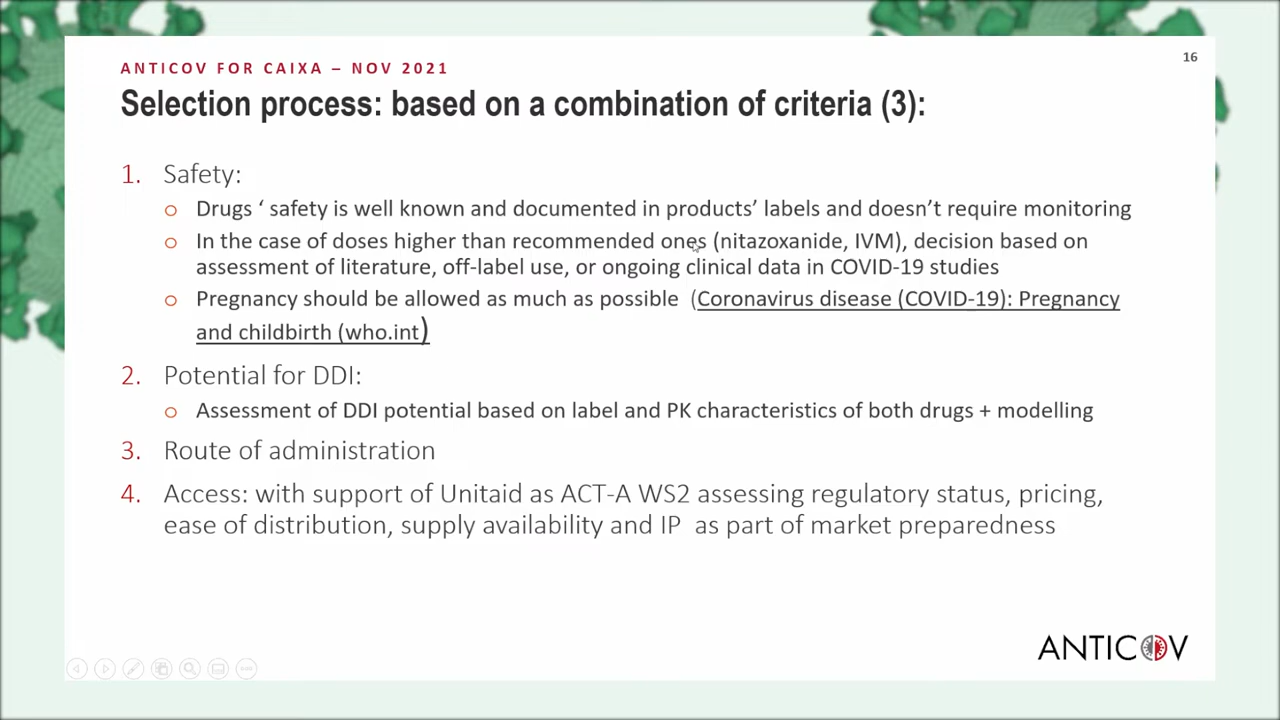 16
ANTICOV FOR CAIXA – NOV 2021
Selection process: based on a combination of criteria (3):
1. Safety:
o Drugs ‘ safety is well known and documented in products’ labels and doesn’t require monitoring
o In the case of doses higher than recommended ones (nitazoxanide, IVM), decision based on
assessment of literature, off-label use, or ongoing clinical data in COVID-19 studies
o Pregnancy should be allowed as much as possible (Coronavirus disease (COVID-19): Pregnancy
and childbirth (who.int)
2. Potential for DDI:
o Assessment of DDI potential based on label and PK characteristics of both drugs + modelling
3. Route of administration
4. Access: with support of Unitaid as ACT-A WS2 assessing regulatory status, pricing,
ease of distribution, supply availability and IP as part of market preparedness
ANTICOV